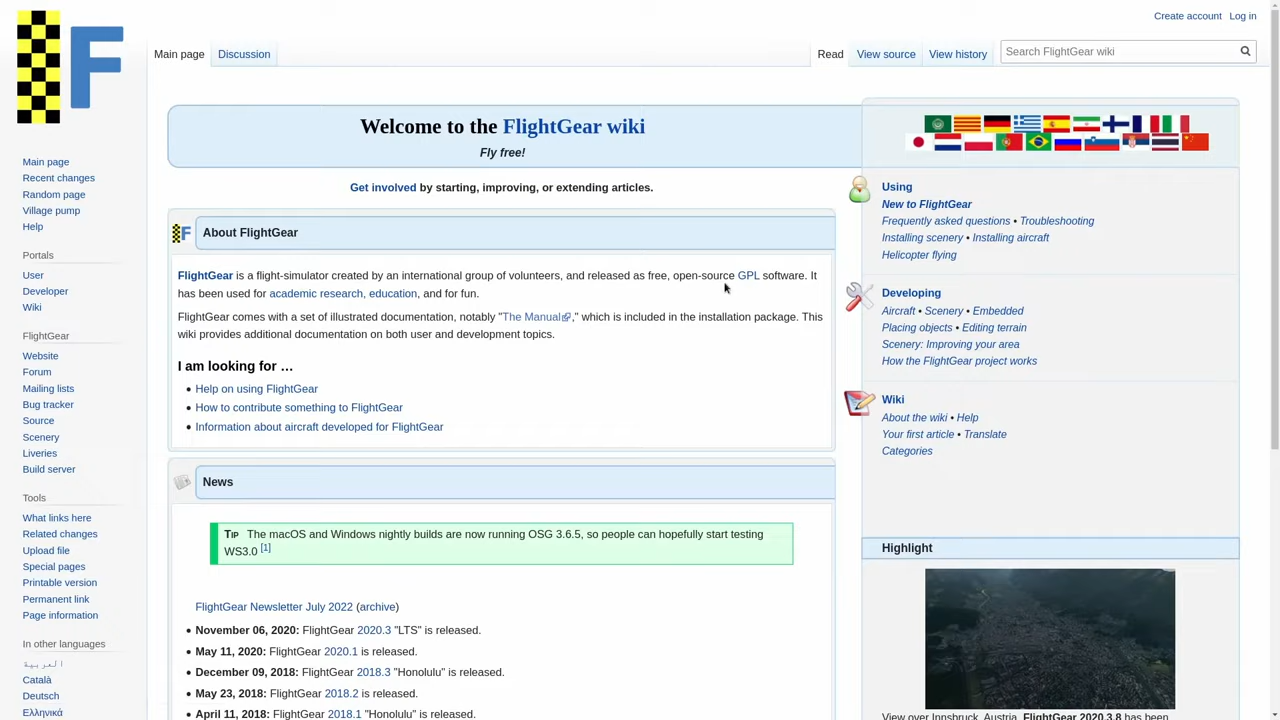 Create account Log in
Main page Discussion Read View source View history Search FlightGear wiki
F
Welcome to the FlightGear wiki
Fly free!
Get involved by starting, improving, or extending articles.
Main page
Recent changes
Random page
Village pump
Help
Portals
User
Developer
Wiki
FlightGear
Website
Forum
Mailing lists
Bug tracker
Source
Scenery
Liveries
Build server
Tools
What links here
Related changes
Upload file
Special pages
Printable version
Permanent link
Page information
In other languages
العربية
Català
Deutsch
Ελληνικά
About FlightGear
FlightGear is a flight-simulator created by an international group of volunteers, and released as free, open-source GPL software. It
has been used for academic research, education, and for fun.
FlightGear comes with a set of illustrated documentation, notably "The Manual," which is included in the installation package. This
wiki provides additional documentation on both user and development topics.
I am looking for …
• Help on using FlightGear
• How to contribute something to FlightGear
• Information about aircraft developed for FlightGear
News
Tip The macOS and Windows nightly builds are now running OSG 3.6.5, so people can hopefully start testing
WS3.0 [1]
FlightGear Newsletter July 2022 (archive)
• November 06, 2020: FlightGear 2020.3 "LTS" is released.
• May 11, 2020: FlightGear 2020.1 is released.
• December 09, 2018: FlightGear 2018.3 "Honolulu" is released.
• May 23, 2018: FlightGear 2018.2 is released.
• April 11, 2018: FlightGear 2018.1 "Honolulu" is released.
Using
New to FlightGear
Frequently asked questions • Troubleshooting
Installing scenery • Installing aircraft
Helicopter flying
Developing
Aircraft • Scenery • Embedded
Placing objects • Editing terrain
Scenery: Improving your area
How the FlightGear project works
Wiki
About the wiki • Help
Your first article • Translate
Categories
Highlight
View over Innsbruck, Austria. FlightGear 2020.3.8 has been